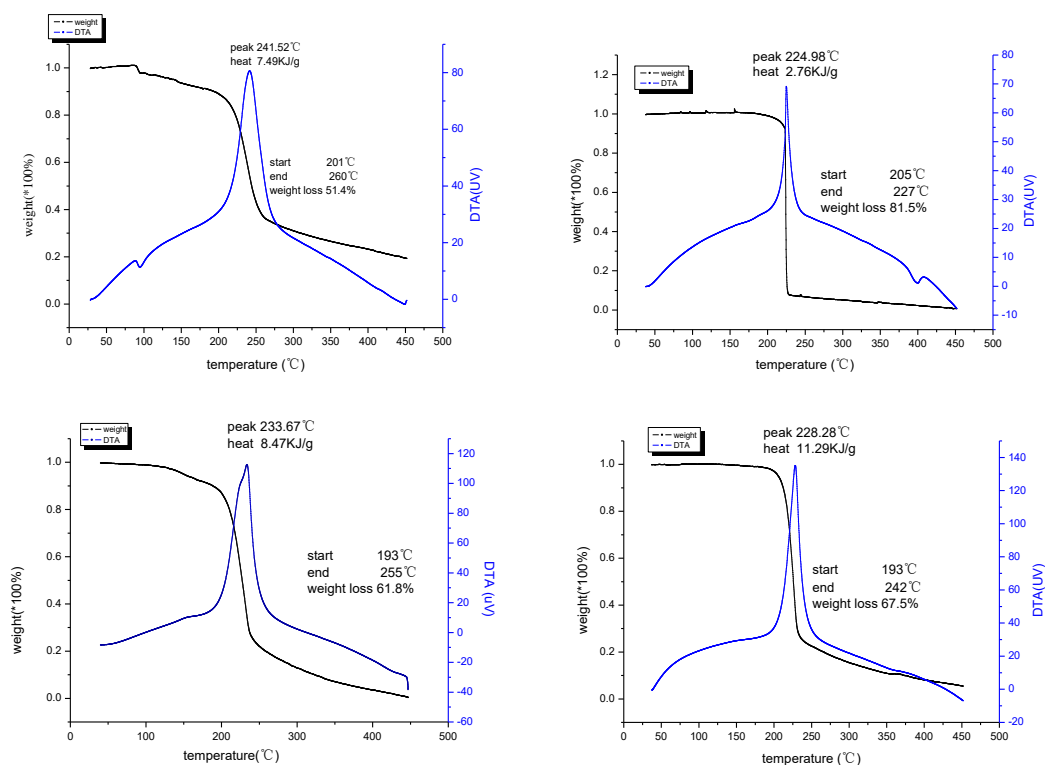 weight
DTA
peak 241.52℃
heat 7.49KJ/g
start 201℃
end 260℃
weight loss 51.4%
weight(*100%)
DTA(UV)
0.0
0.2
0.4
0.6
0.8
1.0
0
20
40
60
80
0 50 100 150 200 250 300 350 400 450 500
temperature (℃)
weight
DTA
peak 224.98℃
heat 2.76KJ/g
start 205℃
end 227℃
weight loss 81.5%
weight(*100%)
DTA(UV)
0.0
0.2
0.4
0.6
0.8
1.0
1.2
-10
0
10
20
30
40
50
60
70
80
0 50 100 150 200 250 300 350 400 450 500
temperature (℃)
weight
DTA
peak 233.67℃
heat 8.47KJ/g
start 193℃
end 255℃
weight loss 61.8%
weight(*100%)
DTA (uV)
0.0
0.2
0.4
0.6
0.8
1.0
-60
-40
-20
0
20
40
60
80
100
120
0 100 200 300 400 500
temperature(℃)
weight
DTA
peak 228.28℃
heat 11.29KJ/g
start 193℃
end 242℃
weight loss 67.5%
weight(*100%)
DTA(UV)
0.0
0.2
0.4
0.6
0.8
1.0
-20
0
20
40
60
80
100
120
140
0 50 100 150 200 250 300 350 400 450 500
temperature (℃)